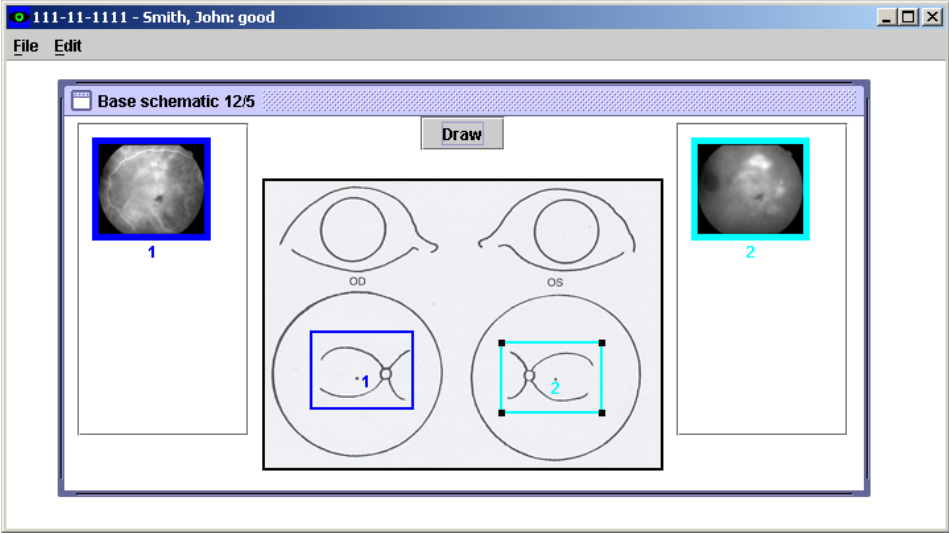 111-11-1111 - Smith, John: good
File Edit
Base schematic 12/5
Draw
1
2
OD
OS
1
2